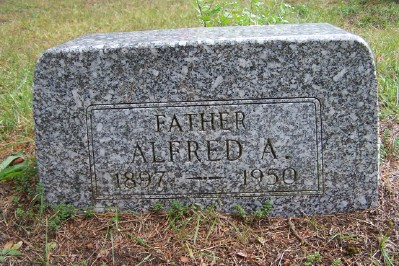 FATHER
ALFRED A.
1897 — 1950